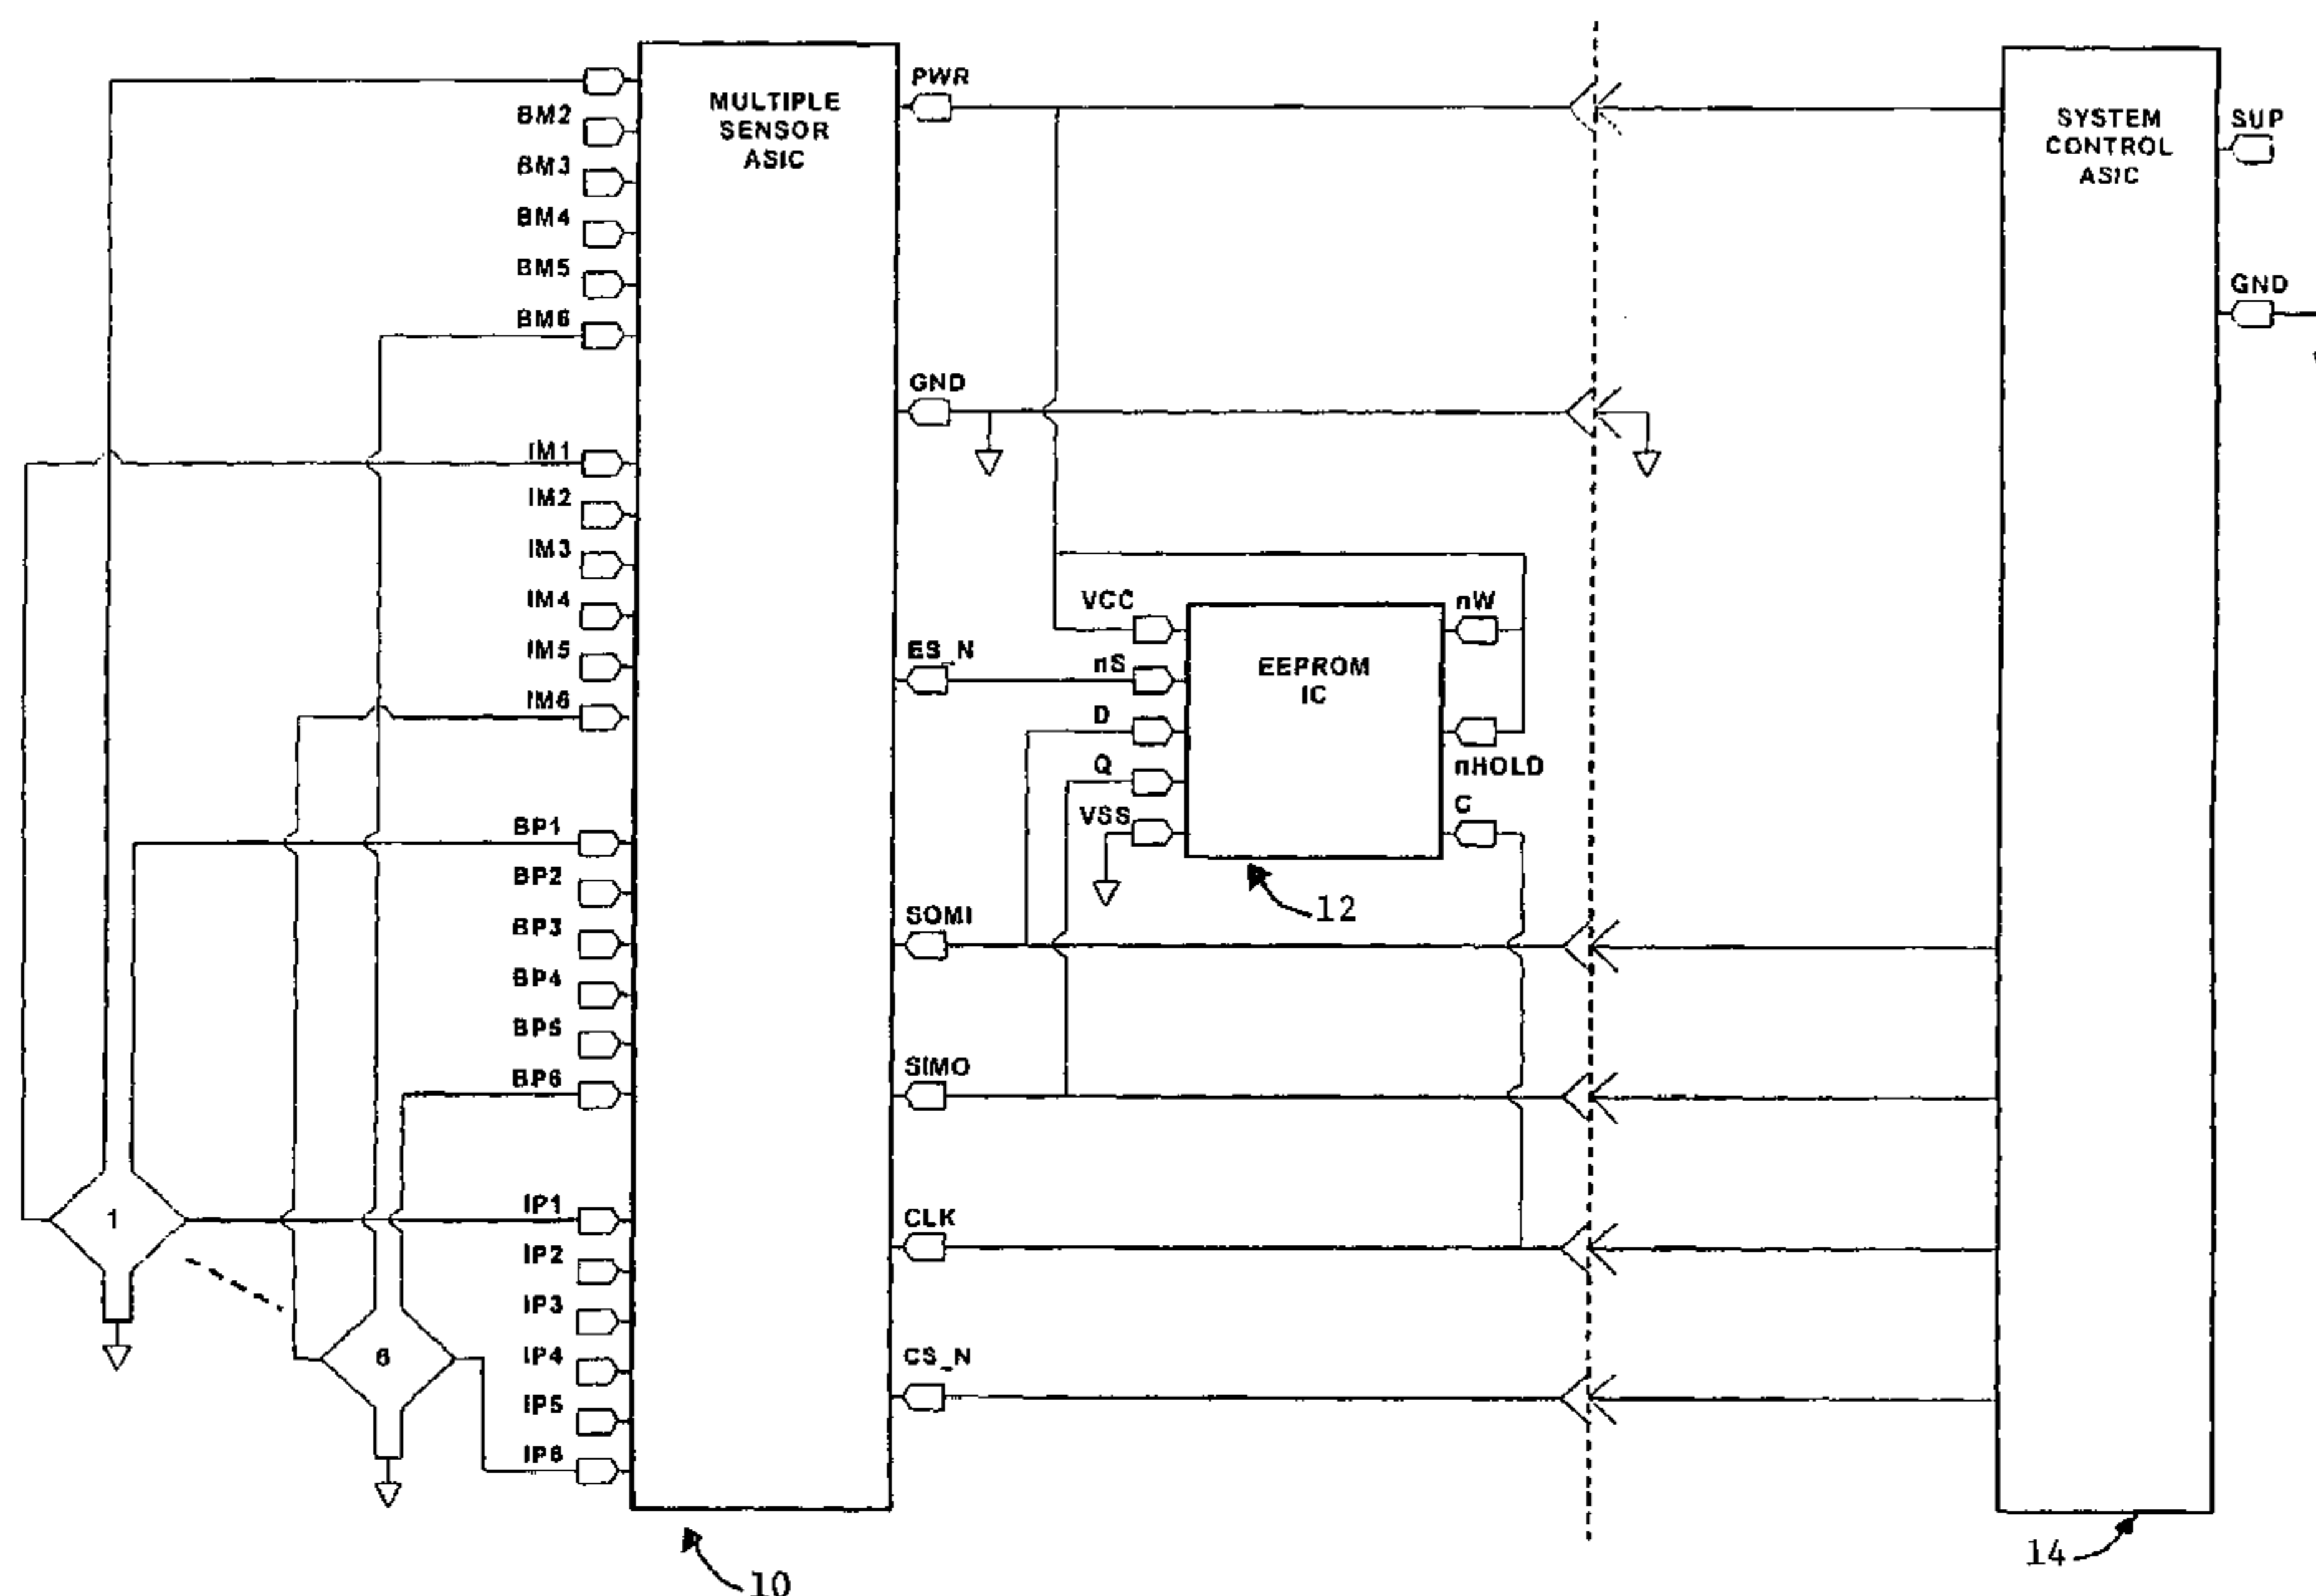 MULTIPLE
SENSOR
ASIC
SYSTEM
CONTROL
ASIC
EEPROM
IC
BM2
BM3
BM4
BM5
BM6
IM1
IM2
IM3
IM4
IM5
IM6
BP1
BP2
BP3
BP4
BP5
BP6
IP1
IP2
IP3
IP4
IP5
IP6
PWR
GND
ES_N
SOMI
SIMO
CLK
CS_N
VCC
nS
D
Q
VSS
nW
nHOLD
C
SUP
GND
1
6
12
10
14